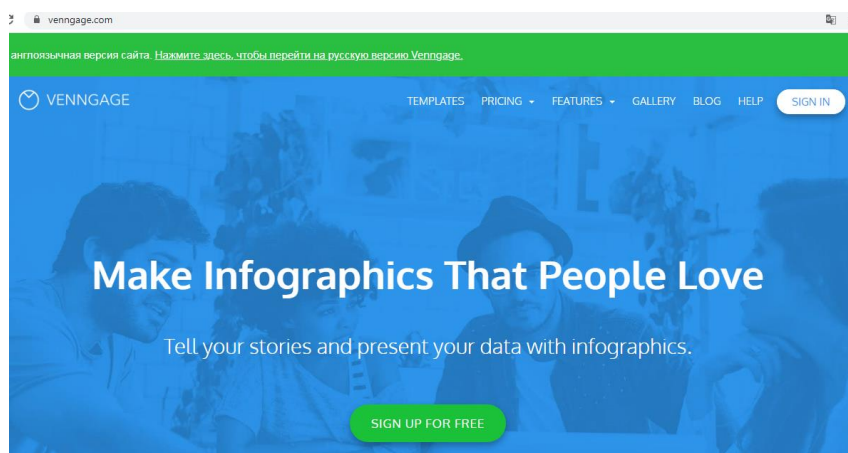 venngage.com
англоязычная версия сайта. Нажмите здесь, чтобы перейти на русскую версию Venngage.
VENNGAGE TEMPLATES PRICING FEATURES GALLERY BLOG HELP SIGN IN
Make Infographics That People Love
Tell your stories and present your data with infographics.
SIGN UP FOR FREE